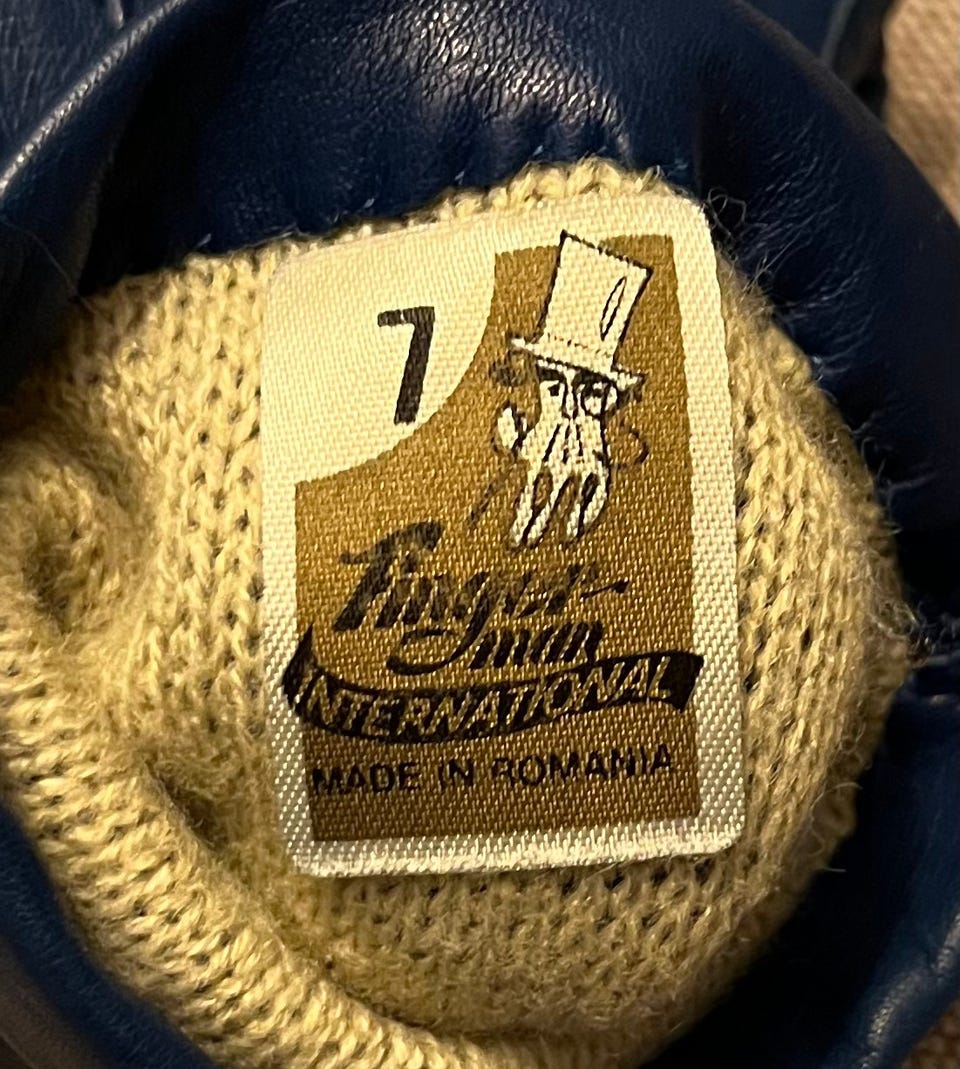 7
Finger-
man
INTERNATIONAL
MADE IN ROMANIA